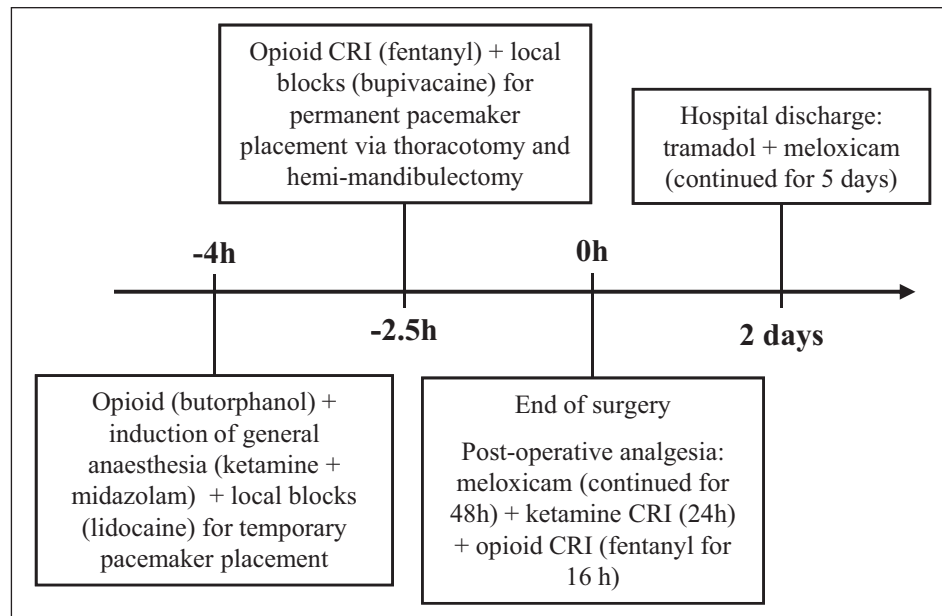 Opioid CRI (fentanyl) + local
blocks (bupivacaine) for
permanent pacemaker
placement via thoracotomy and
hemi-mandibulectomy
Hospital discharge:
tramadol + meloxicam
(continued for 5 days)
-4h
0h
-2.5h
2 days
Opioid (butorphanol) +
induction of general
anaesthesia (ketamine +
midazolam) + local blocks
(lidocaine) for temporary
pacemaker placement
End of surgery
Post-operative analgesia:
meloxicam (continued for
48h) + ketamine CRI (24h)
+ opioid CRI (fentanyl for
16 h)